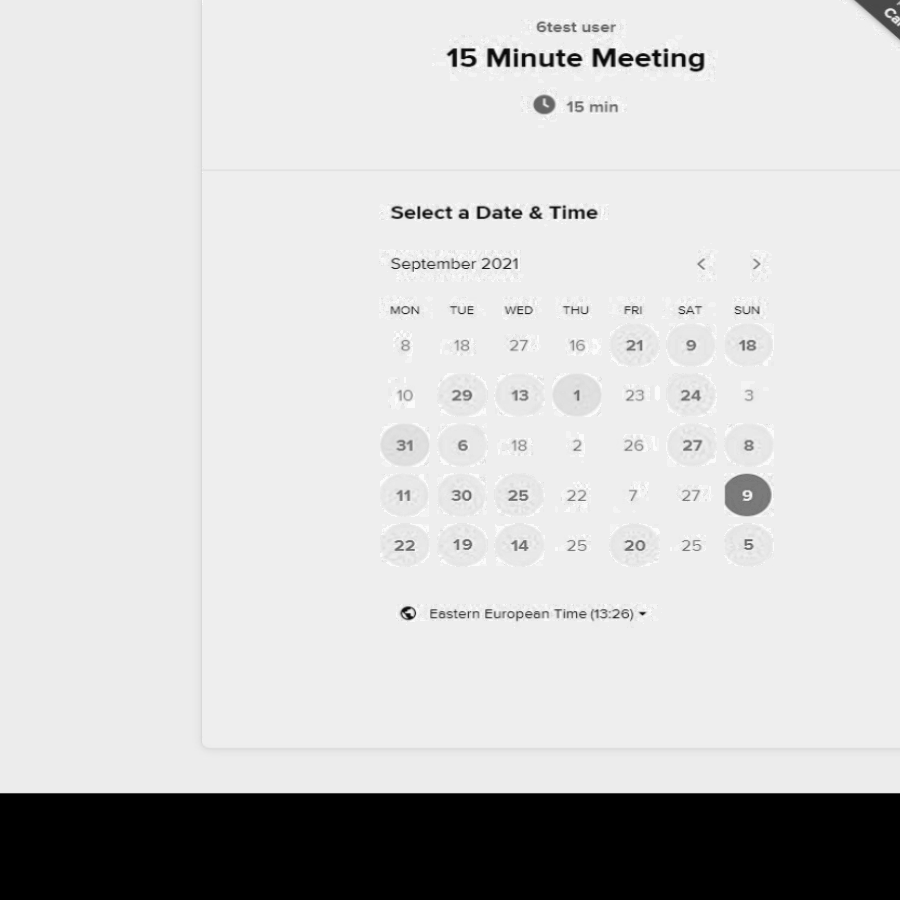 6test user
15 Minute Meeting
15 min
Select a Date & Time
September 2021 < >
MON TUE WED THU FRI SAT SUN
8 18 27 16 21 9 18
10 29 13 1 23 24 3
31 6 18 2 26 27 8
11 30 25 22 7 27 9
22 19 14 25 20 25 5
Eastern European Time (13:26)